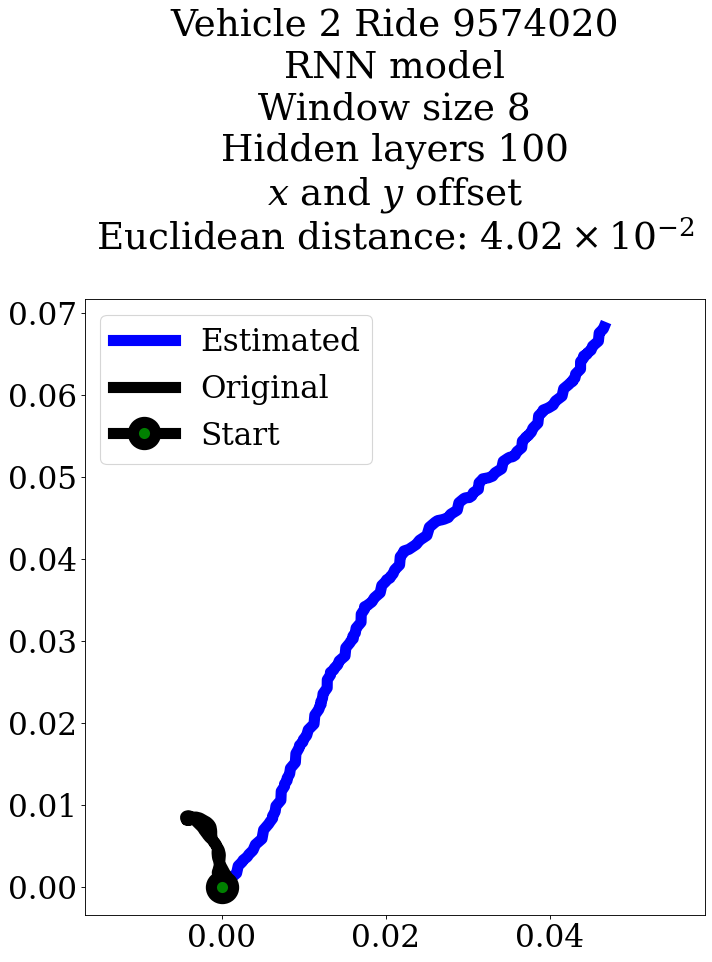 Vehicle 2 Ride 9574020
RNN model
Window size 8
Hidden layers 100
x and y offset
Euclidean distance: 4.02 × 10⁻²
0.07
0.06
0.05
0.04
0.03
0.02
0.01
0.00
Estimated
Original
Start
0.00 0.02 0.04